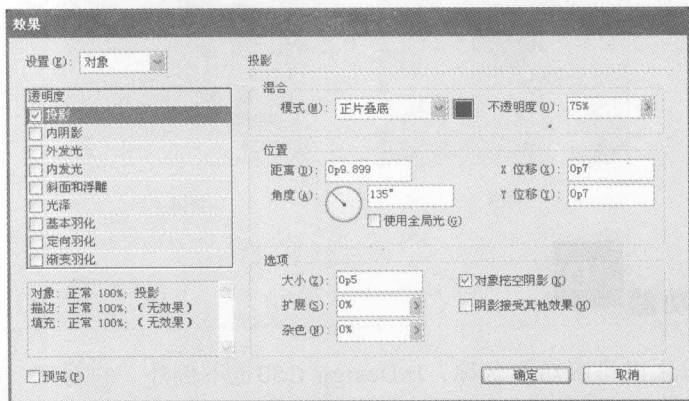 效果
设置(E): 对象
透明度
投影
内阴影
外发光
内发光
斜面和浮雕
光泽
基本羽化
定向羽化
渐变羽化
对象: 正常 100%; 投影
描边: 正常 100%; (无效果)
填充: 正常 100%; (无效果)
预览(P)
投影
混合
模式(M): 正片叠底
不透明度(O): 75%
位置
距离(D): 0p9.899
X 位移(X): 0p7
角度(A): 135°
Y 位移(Y): 0p7
使用全局光(G)
选项
大小(Z): 0p5
对象挖空阴影(K)
扩展(S): 0%
阴影接受其他效果(H)
杂色(N): 0%
确定
取消